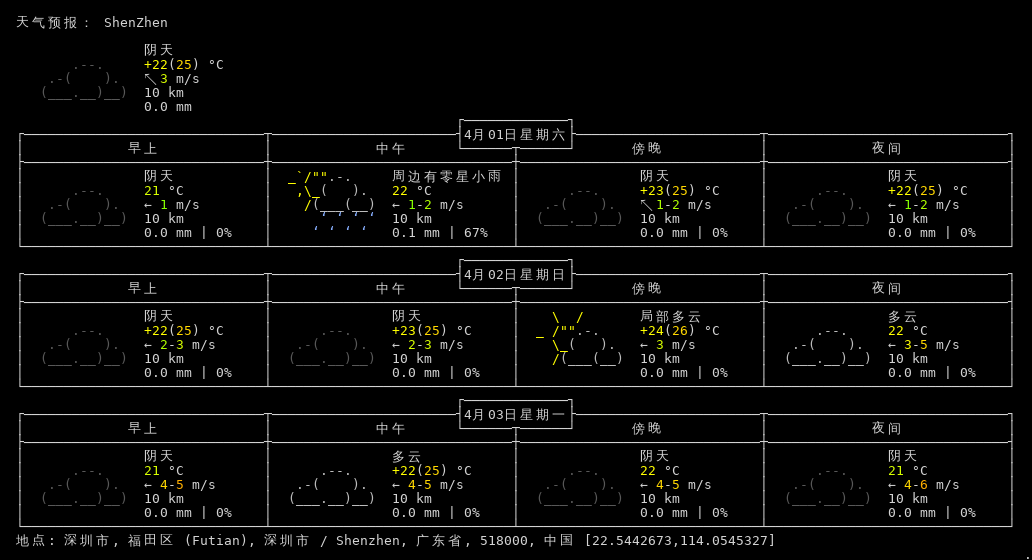 天气预报： ShenZhen
阴天
+22(25) °C
↖ 3 m/s
10 km
0.0 mm
4月01日星期六
早上 中午 傍晚 夜间
阴天 周边有零星小雨 阴天 阴天
21 °C 22 °C +23(25) °C +22(25) °C
← 1 m/s ← 1-2 m/s ↖ 1-2 m/s ← 1-2 m/s
10 km 10 km 10 km 10 km
0.0 mm | 0% 0.1 mm | 67% 0.0 mm | 0% 0.0 mm | 0%
4月02日星期日
早上 中午 傍晚 夜间
阴天 阴天 局部多云 多云
+22(25) °C +23(25) °C +24(26) °C 22 °C
← 2-3 m/s ← 2-3 m/s ← 3 m/s ← 3-5 m/s
10 km 10 km 10 km 10 km
0.0 mm | 0% 0.0 mm | 0% 0.0 mm | 0% 0.0 mm | 0%
4月03日星期一
早上 中午 傍晚 夜间
阴天 多云 阴天 阴天
21 °C +22(25) °C 22 °C 21 °C
← 4-5 m/s ← 4-5 m/s ← 4-5 m/s ← 4-6 m/s
10 km 10 km 10 km 10 km
0.0 mm | 0% 0.0 mm | 0% 0.0 mm | 0% 0.0 mm | 0%
地点: 深圳市, 福田区 (Futian), 深圳市 / Shenzhen, 广东省, 518000, 中国 [22.5442673,114.0545327]